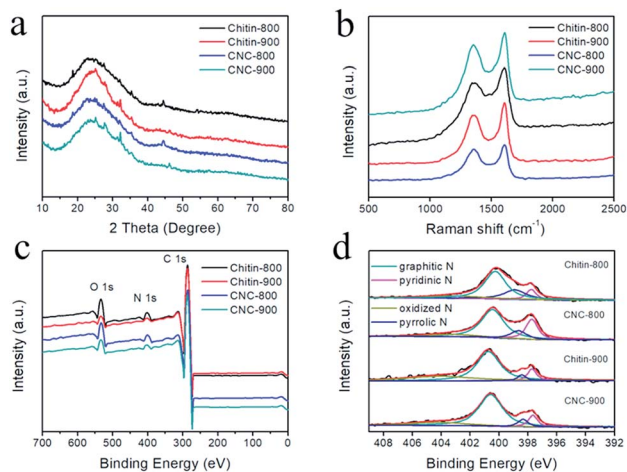 a
Chitin-800
Chitin-900
CNC-800
CNC-900
Intensity (a.u.)
10 20 30 40 50 60 70 80
2 Theta (Degree)
b
Chitin-800
Chitin-900
CNC-800
CNC-900
Intensity (a.u.)
500 1000 1500 2000 2500
Raman shift (cm⁻¹)
c
C 1s
O 1s
N 1s
Chitin-800
Chitin-900
CNC-800
CNC-900
Intensity (a.u.)
700 600 500 400 300 200 100 0
Binding Energy (eV)
d
graphitic N
pyridinic N
oxidized N
pyrrolic N
Chitin-800
CNC-800
Chitin-900
CNC-900
Intensity (a.u.)
408 406 404 402 400 398 396 394 392
Binding Energy (eV)